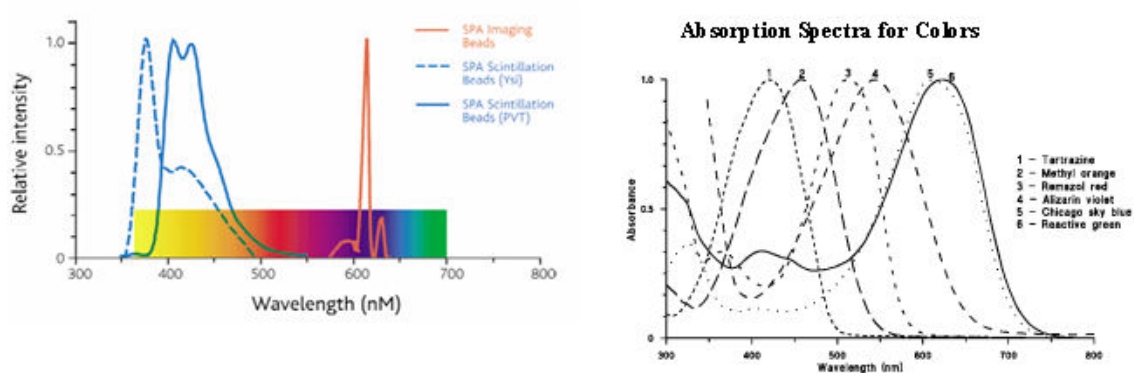 SPA Imaging
Beads
SPA Scintillation
Beads (Ysi)
SPA Scintillation
Beads (PVT)
Relative intensity
1.0
0.5
0
300
400
500
600
700
800
Wavelength (nM)
Absorption Spectra for Colors
1
2
3
4
5
6
1.0
0.5
0
Absorbance
1 - Tartrazine
2 - Methyl orange
3 - Remazol red
4 - Alizarin violet
5 - Chicago sky blue
6 - Reactive green
300
400
500
600
700
800
Wavelength (nm)